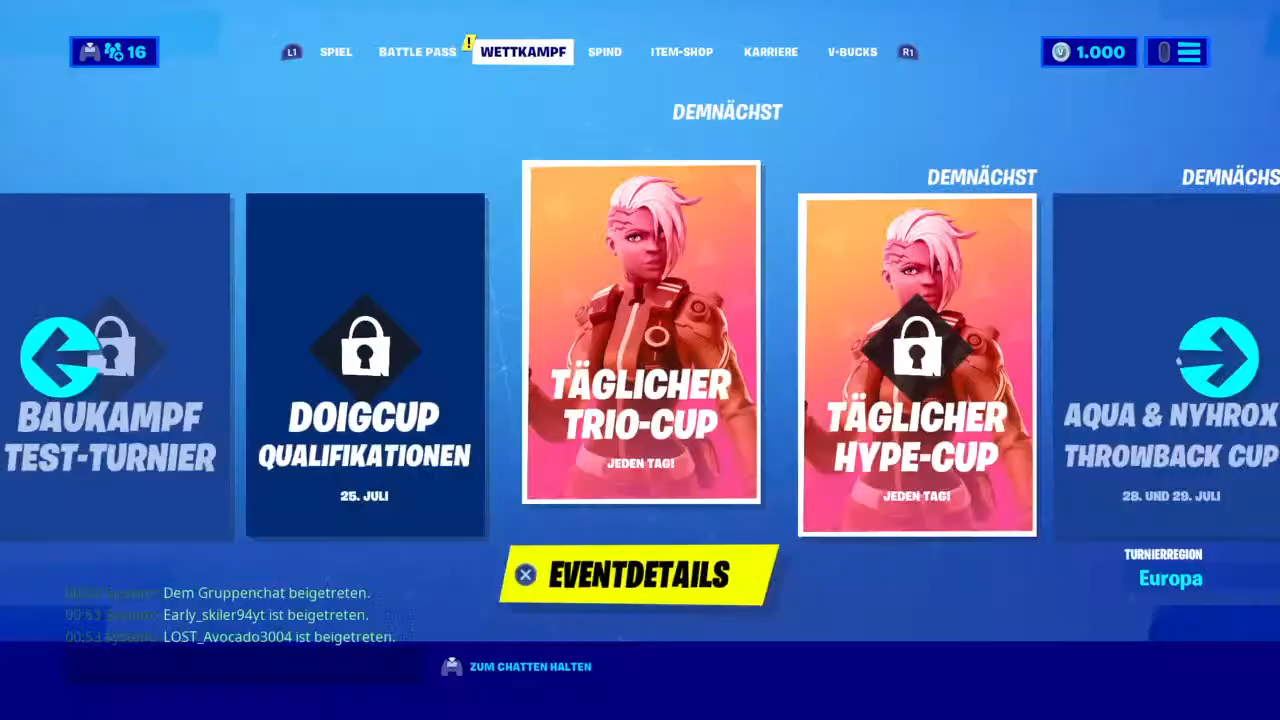 16
L1
SPIEL
BATTLE PASS
!
WETTKAMPF
SPIND
ITEM-SHOP
KARRIERE
V-BUCKS
R1
1.000
DEMNÄCHST
DEMNÄCHST
DEMNÄCHS
BAUKAMPF
TEST-TURNIER
DOIGCUP
QUALIFIKATIONEN
25. JULI
TÄGLICHER
TRIO-CUP
JEDEN TAG!
TÄGLICHER
HYPE-CUP
JEDEN TAG!
AQUA & NYHROX
THROWBACK CUP
28. UND 29. JULI
EVENTDETAILS
TURNIERREGION
Europa
Dem Gruppenchat beigetreten.
00:53 System: Early_skiler94yt ist beigetreten.
00:53 System: LOST_Avocado3004 ist beigetreten.
ZUM CHATTEN HALTEN